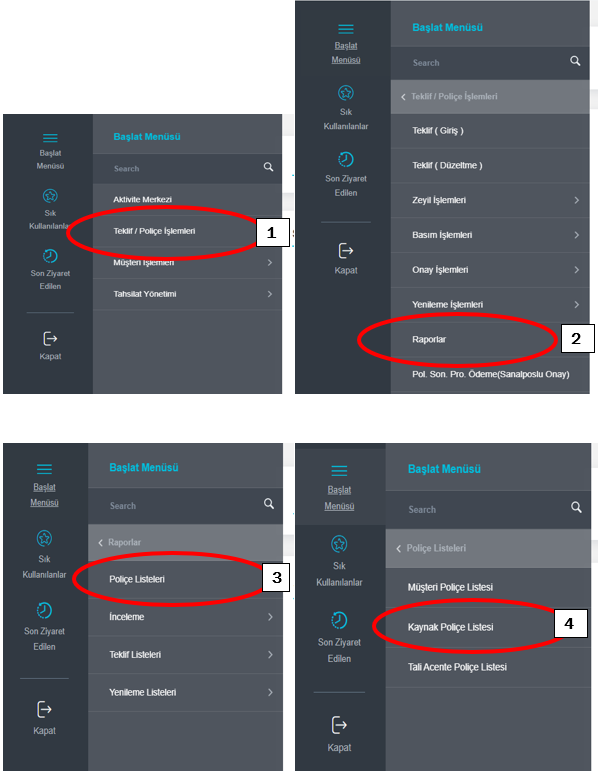 Başlat
Menüsü
Sık
Kullanılanlar
Son Ziyaret
Edilen
Kapat
Başlat Menüsü
Search
Aktivite Merkezi
Teklif / Poliçe İşlemleri
1
Müşteri İşlemleri
Tahsilat Yönetimi
Başlat
Menüsü
Sık
Kullanılanlar
Son Ziyaret
Edilen
Kapat
Başlat Menüsü
Search
Teklif / Poliçe İşlemleri
Teklif ( Giriş )
Teklif ( Düzeltme )
Zeyil İşlemleri
Basım İşlemleri
Onay İşlemleri
Yenileme İşlemleri
Raporlar
2
Pol. Son. Pro. Ödeme(Sanalposlu Onay)
Başlat
Menüsü
Sık
Kullanılanlar
Son Ziyaret
Edilen
Kapat
Başlat Menüsü
Search
Raporlar
Poliçe Listeleri
3
İnceleme
Teklif Listeleri
Yenileme Listeleri
Başlat
Menüsü
Sık
Kullanılanlar
Son Ziyaret
Edilen
Kapat
Başlat Menüsü
Search
Poliçe Listeleri
Müşteri Poliçe Listesi
Kaynak Poliçe Listesi
4
Tali Acente Poliçe Listesi